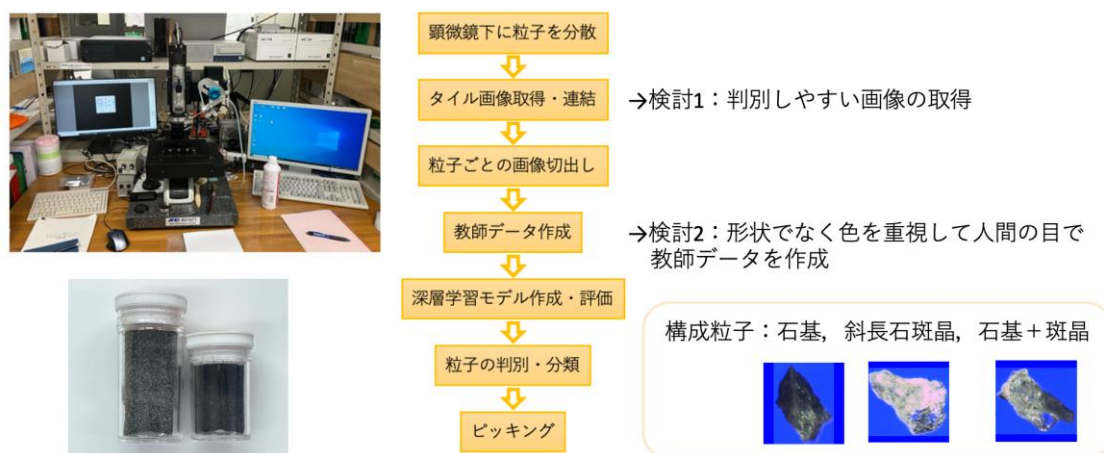 顕微鏡下に粒子を分散
タイル画像取得・連結
→検討1：判別しやすい画像の取得
粒子ごとの画像切出し
教師データ作成
→検討2：形状でなく色を重視して人間の目で
教師データを作成
深層学習モデル作成・評価
構成粒子：石基，斜長石斑晶，石基＋斑晶
粒子の判別・分類
ピッキング